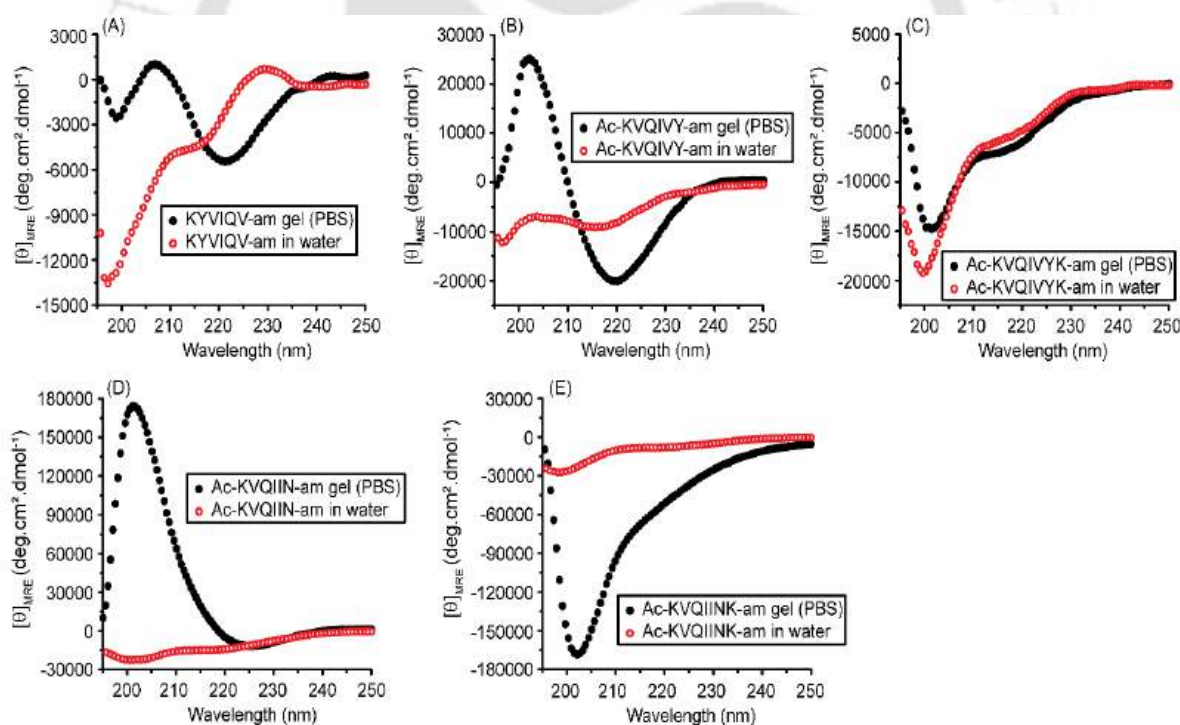 (A)
3000
0
-3000
-6000
-9000
-12000
-15000
[θ]MRE (deg.cm².dmol⁻¹)
KYVIQV-am gel (PBS)
KYVIQV-am in water
200 210 220 230 240 250
Wavelength (nm)
(B)
30000
20000
10000
0
-10000
-20000
[θ]MRE (deg.cm².dmol⁻¹)
Ac-KVQIVY-am gel (PBS)
Ac-KVQIVY-am in water
200 210 220 230 240 250
Wavelength (nm)
(C)
5000
0
-5000
-10000
-15000
-20000
[θ]MRE (deg.cm².dmol⁻¹)
Ac-KVQIVYK-am gel (PBS)
Ac-KVQIVYK-am in water
200 210 220 230 240 250
Wavelength (nm)
(D)
180000
150000
120000
90000
60000
30000
0
-30000
[θ]MRE (deg.cm².dmol⁻¹)
Ac-KVQIIN-am gel (PBS)
Ac-KVQIIN-am in water
200 210 220 230 240 250
Wavelength (nm)
(E)
30000
0
-30000
-60000
-90000
-120000
-150000
-180000
[θ]MRE (deg.cm².dmol⁻¹)
Ac-KVQIINK-am gel (PBS)
Ac-KVQIINK-am in water
200 210 220 230 240 250
Wavelength (nm)